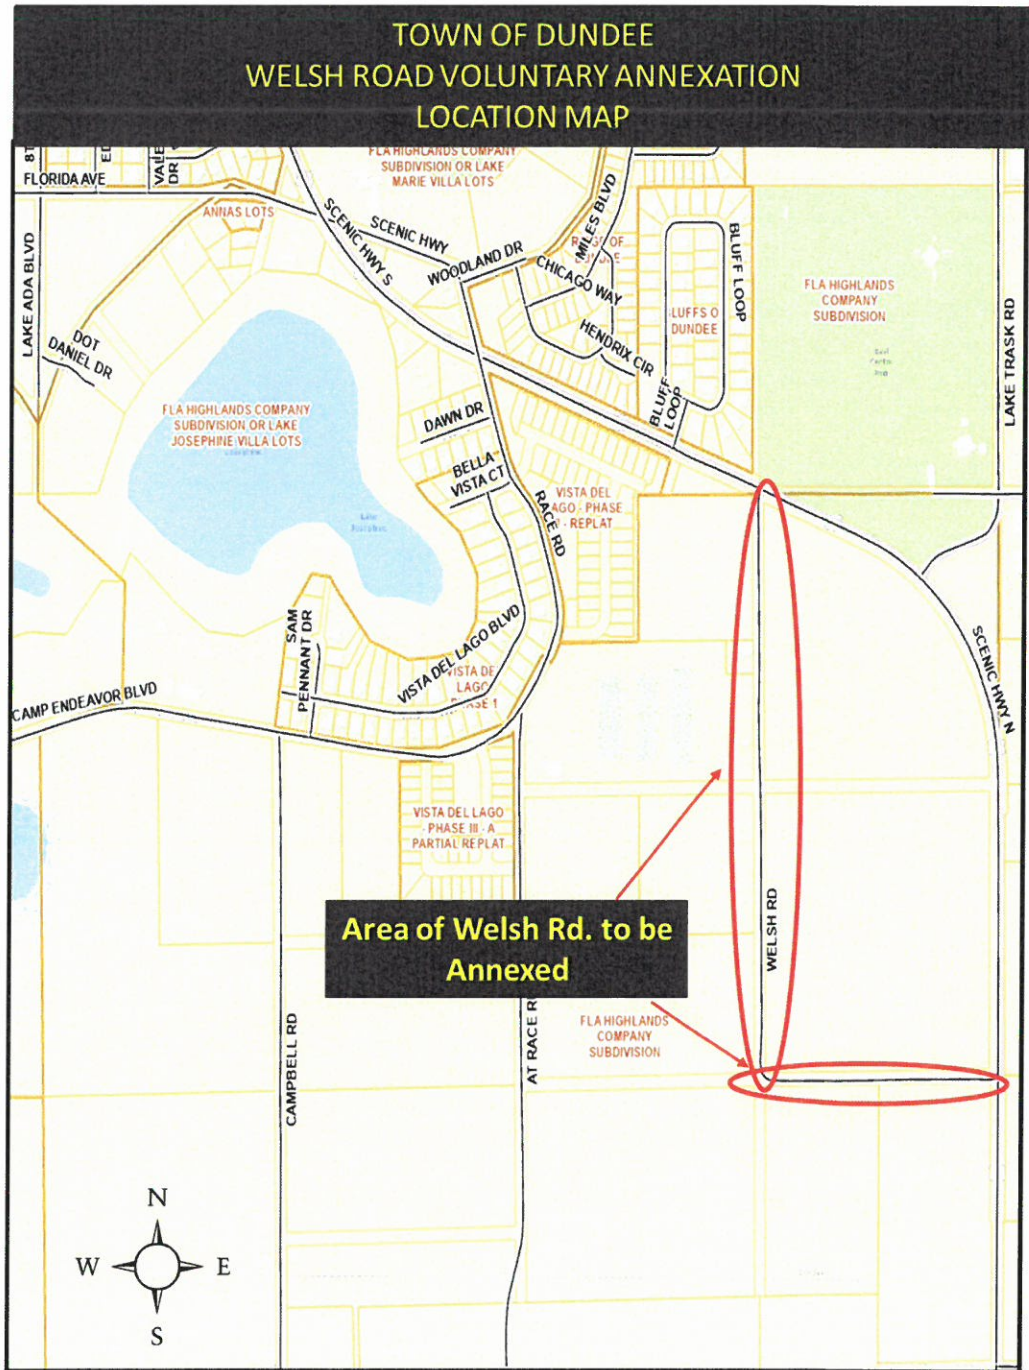 TOWN OF DUNDEE
WELSH ROAD VOLUNTARY ANNEXATION
LOCATION MAP
FLA HIGHLANDS COMPANY
SUBDIVISION OR LAKE
MARIE VILLA LOTS
FLORIDA AVE
DR
ANNAS LOTS
SCENIC HWY
SCENIC HWY S
WOODLAND DR
MILES BLVD
CHICAGO WAY
HENDRIX CIR
BLUFF LOOP
BLUFF
LOOP
DUNDEE
FLA HIGHLANDS
COMPANY
SUBDIVISION
LAKE TRASK RD
LAKE ADA BLVD
DOT
DANIEL DR
FLA HIGHLANDS COMPANY
SUBDIVISION OR LAKE
JOSEPHINE VILLA LOTS
DAWN DR
BELLA
VISTA CT
RACE RD
VISTA DEL
AGO - PHASE
- REPLAT
SAM
PENNANT DR
VISTA DEL LAGO BLVD
LAGO
CAMP ENDEAVOR BLVD
SCENIC HWY N
VISTA DEL LAGO
- PHASE III - A
PARTIAL REPLAT
Area of Welsh Rd. to be
Annexed
WELSH RD
CAMPBELL RD
AT RACE R
FLA HIGHLANDS
COMPANY
SUBDIVISION
N
W E
S